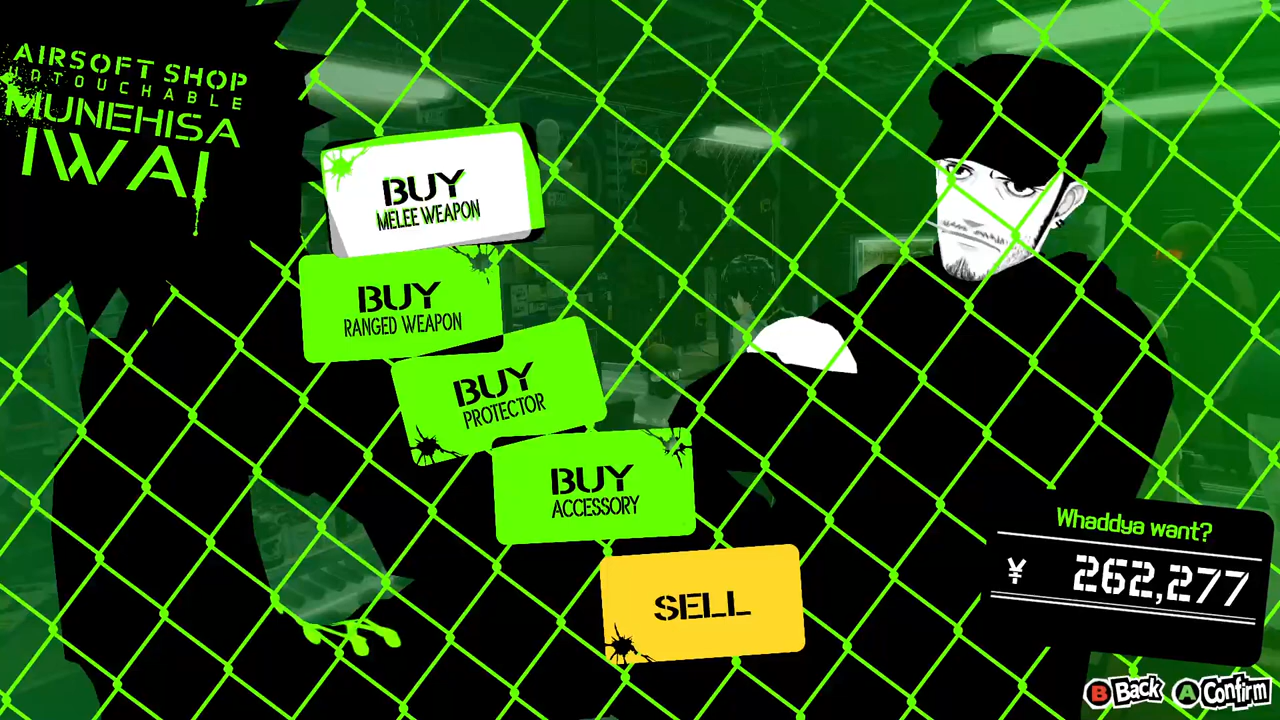 AIRSOFT SHOP
UNTOUCHABLE
MUNEHISA
IWAI
BUY
MELEE WEAPON
BUY
RANGED WEAPON
BUY
PROTECTOR
BUY
ACCESSORY
SELL
Whaddya want?
¥ 262,277
B Back A Confirm